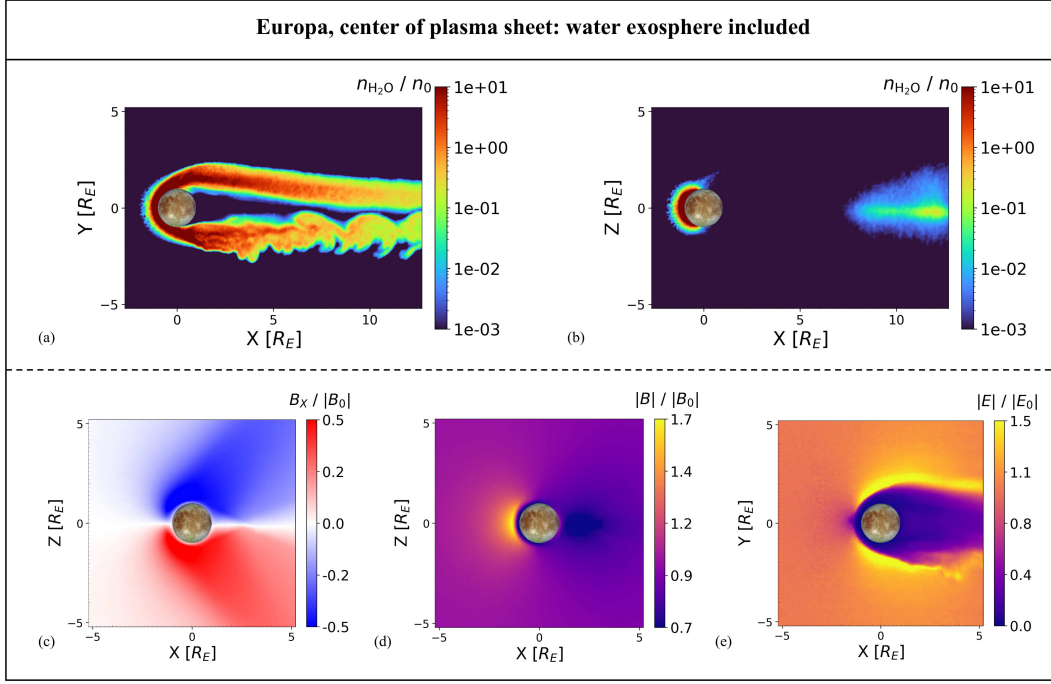 Europa, center of plasma sheet: water exosphere included
n_H₂O / n_0
1e+01
1e+00
1e-01
1e-02
1e-03
5
0
−5
Y [R_E]
0
5
10
X [R_E]
(a)
n_H₂O / n_0
1e+01
1e+00
1e-01
1e-02
1e-03
5
0
−5
Z [R_E]
0
5
10
X [R_E]
(b)
B_X / |B_0|
0.5
0.2
0.0
-0.2
-0.5
5
0
−5
Z [R_E]
−5
0
5
X [R_E]
(c)
|B| / |B_0|
1.7
1.4
1.2
0.9
0.7
5
0
−5
Z [R_E]
−5
0
5
X [R_E]
(d)
|E| / |E_0|
1.5
1.1
0.8
0.4
0.0
5
0
−5
Y [R_E]
−5
0
5
X [R_E]
(e)